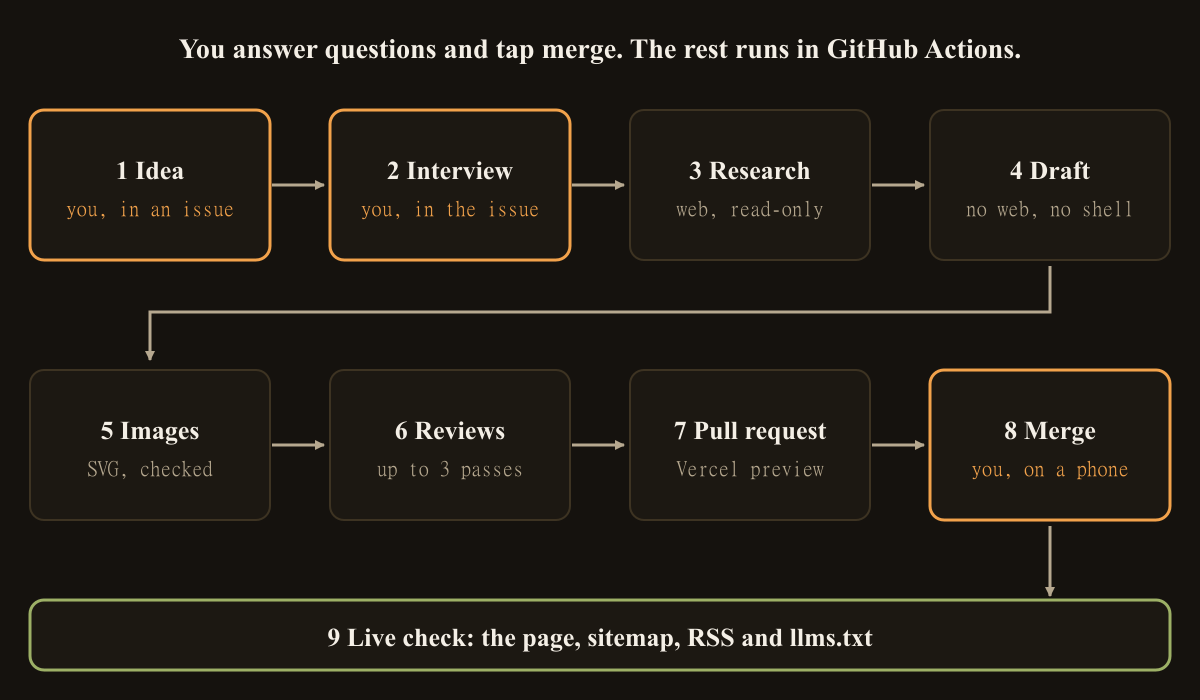 You answer questions and tap merge. The rest runs in GitHub Actions.
1 Idea
you, in an issue
2 Interview
you, in the issue
3 Research
web, read-only
4 Draft
no web, no shell
5 Images
SVG, checked
6 Reviews
up to 3 passes
7 Pull request
Vercel preview
8 Merge
you, on a phone
9 Live check: the page, sitemap, RSS and llms.txt